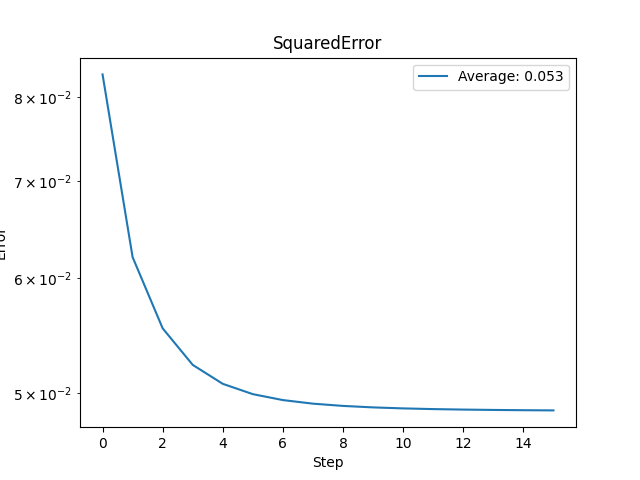 SquaredError
Average: 0.053
8 × 10⁻²
7 × 10⁻²
6 × 10⁻²
5 × 10⁻²
Error
0 2 4 6 8 10 12 14
Step